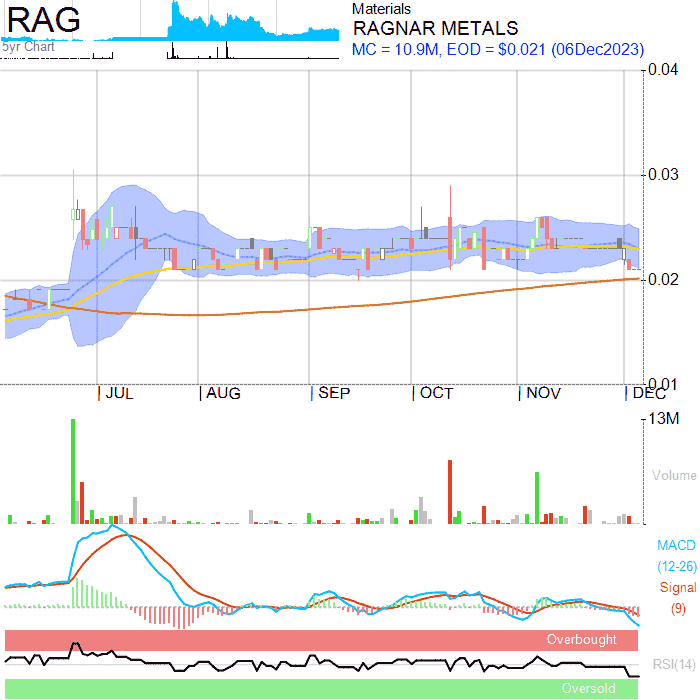 RAG
5yr Chart
Materials
RAGNAR METALS
MC = 10.9M, EOD = $0.021 (06Dec2023)
0.04
0.03
0.02
0.01
JUL AUG SEP OCT NOV DEC
13M
Volume
MACD
(12-26)
Signal
(9)
Overbought
RSI(14)
Oversold